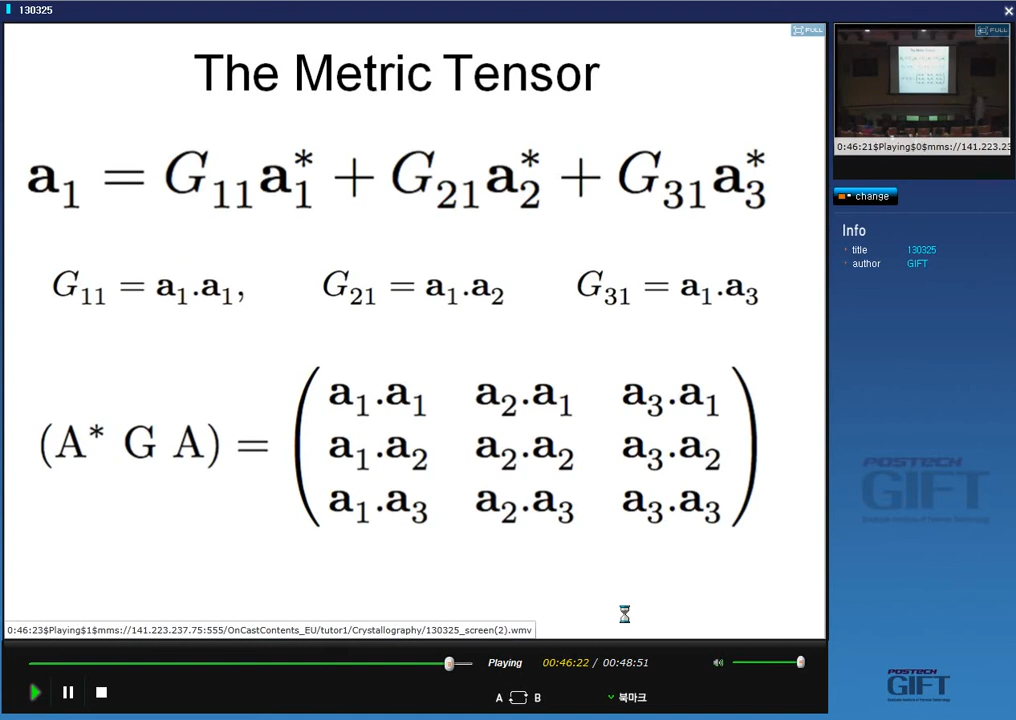 130325
FULL
FULL
The Metric Tensor
a₁ = G₁₁a₁* + G₂₁a₂* + G₃₁a₃*
G₁₁ = a₁.a₁, G₂₁ = a₁.a₂ G₃₁ = a₁.a₃
(A* G A) = ( a₁.a₁ a₂.a₁ a₃.a₁
a₁.a₂ a₂.a₂ a₃.a₂
a₁.a₃ a₂.a₃ a₃.a₃ )
0:46:21$Playing$0$mms://141.223.23
change
Info
title 130325
author GIFT
POSTECH
GIFT
0:46:23$Playing$1$mms://141.223.237.75:555/OnCastContents_EU/tutor1/Crystallography/130325_screen(2).wmv
Playing 00:46:22 / 00:48:51
A B 북마크
POSTECH
GIFT